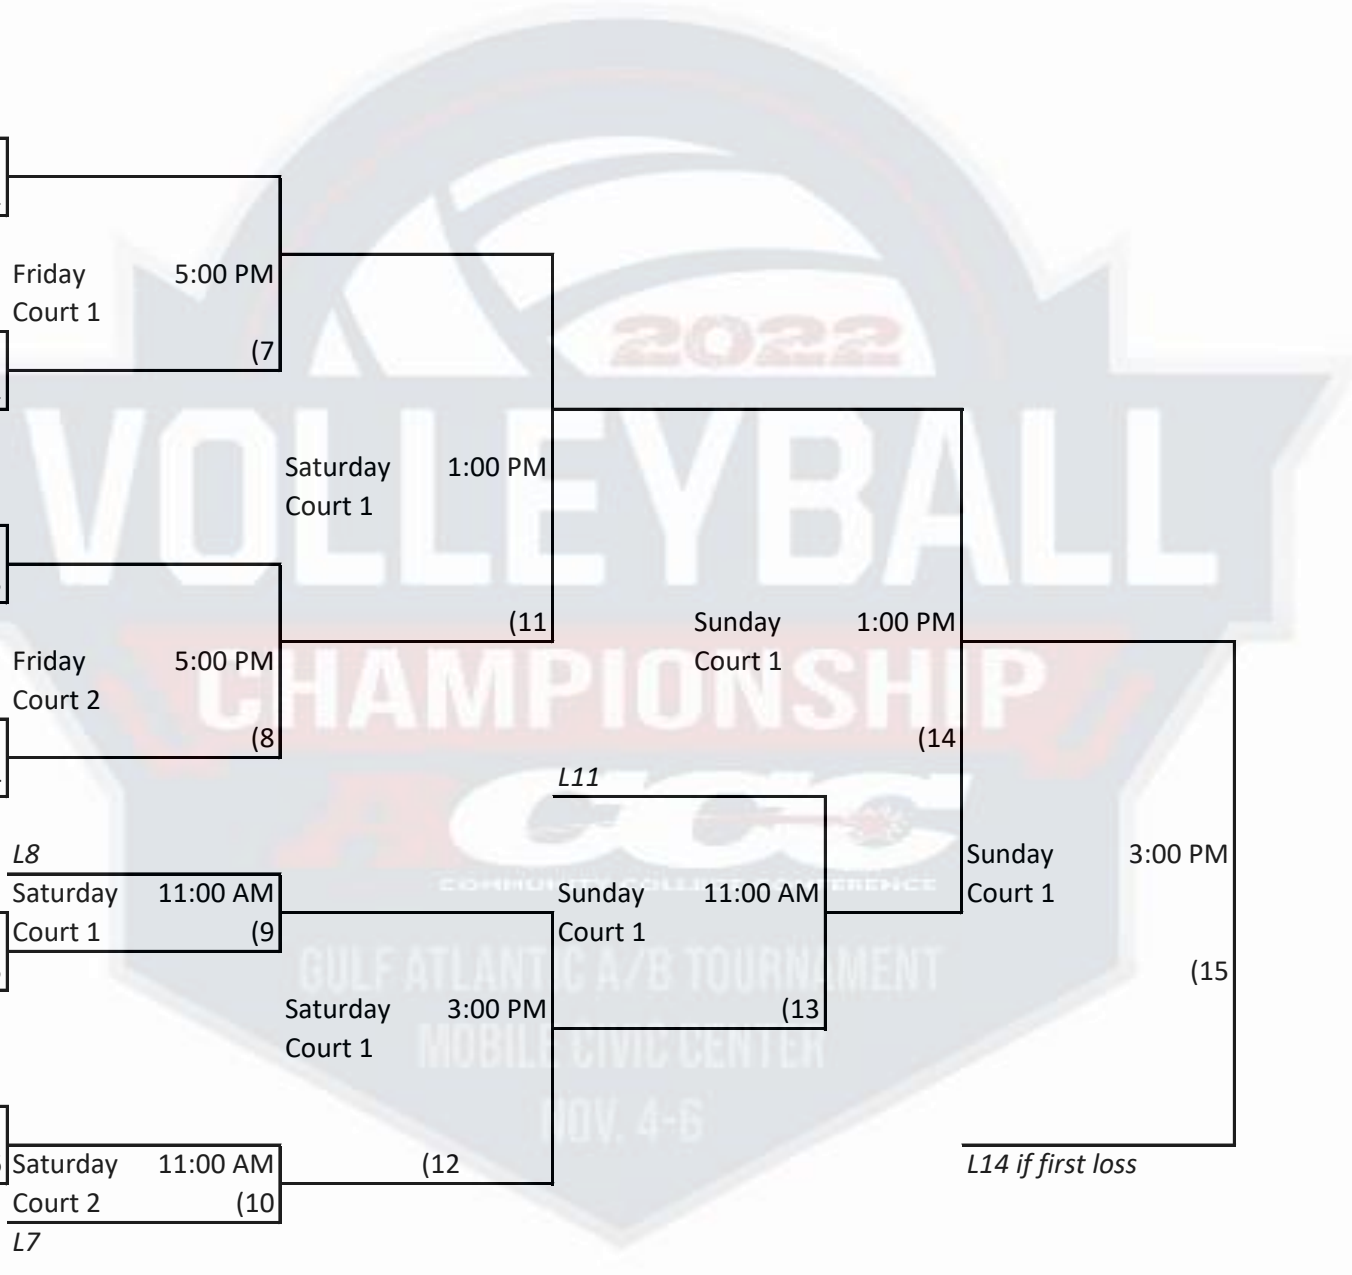 Friday 5:00 PM
Court 1
(7
2022
VOLLEYBALL
Saturday 1:00 PM
Court 1
(11
Sunday 1:00 PM
Court 1
CHAMPIONSHIP
Friday 5:00 PM
Court 2
(8
(14
L11
ACCC
COMMUNITY COLLEGE CONFERENCE
L8
Saturday 11:00 AM
Court 1 (9
Sunday 11:00 AM
Court 1
Sunday 3:00 PM
Court 1
GULF ATLANTIC A/B TOURNAMENT
(15
Saturday 3:00 PM
Court 1
(13
MOBILE CIVIC CENTER
NOV. 4-6
Saturday 11:00 AM
Court 2 (10
(12
L14 if first loss
L7